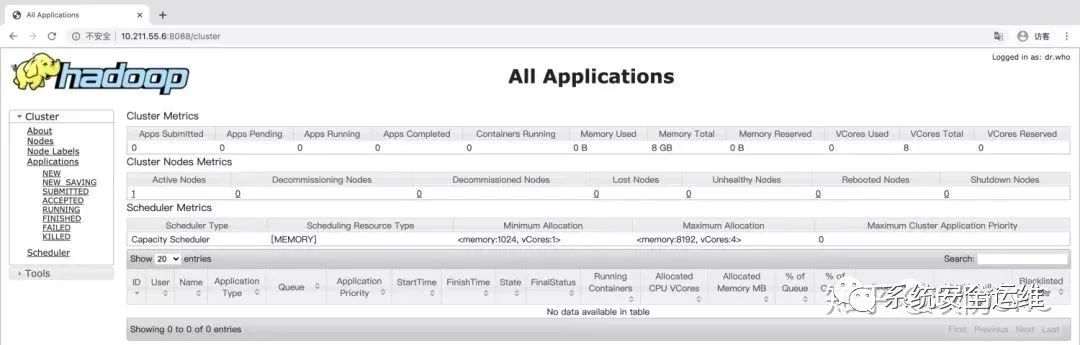 All Applications
不安全 10.211.55.6:8088/cluster
访客
Logged in as: dr.who
hadoop
All Applications
Cluster
About
Nodes
Node Labels
Applications
NEW
NEW_SAVING
SUBMITTED
ACCEPTED
RUNNING
FINISHED
FAILED
KILLED
Scheduler
Tools
Cluster Metrics
Apps Submitted Apps Pending Apps Running Apps Completed Containers Running Memory Used Memory Total Memory Reserved VCores Used VCores Total VCores Reserved
0 0 0 0 0 0 B 8 GB 0 B 0 8 0
Cluster Nodes Metrics
Active Nodes Decommissioning Nodes Decommissioned Nodes Lost Nodes Unhealthy Nodes Rebooted Nodes Shutdown Nodes
1 0 0 0 0 0 0
Scheduler Metrics
Scheduler Type Scheduling Resource Type Minimum Allocation Maximum Allocation Maximum Cluster Application Priority
Capacity Scheduler [MEMORY] <memory:1024, vCores:1> <memory:8192, vCores:4> 0
Show 20 entries Search:
ID User Name Application Type Queue Application Priority StartTime FinishTime State FinalStatus Running Containers Allocated CPU VCores Allocated Memory MB % of Queue % of Blacklisted
系统安全运维
No data available in table
Showing 0 to 0 of 0 entries First Previous Next Last